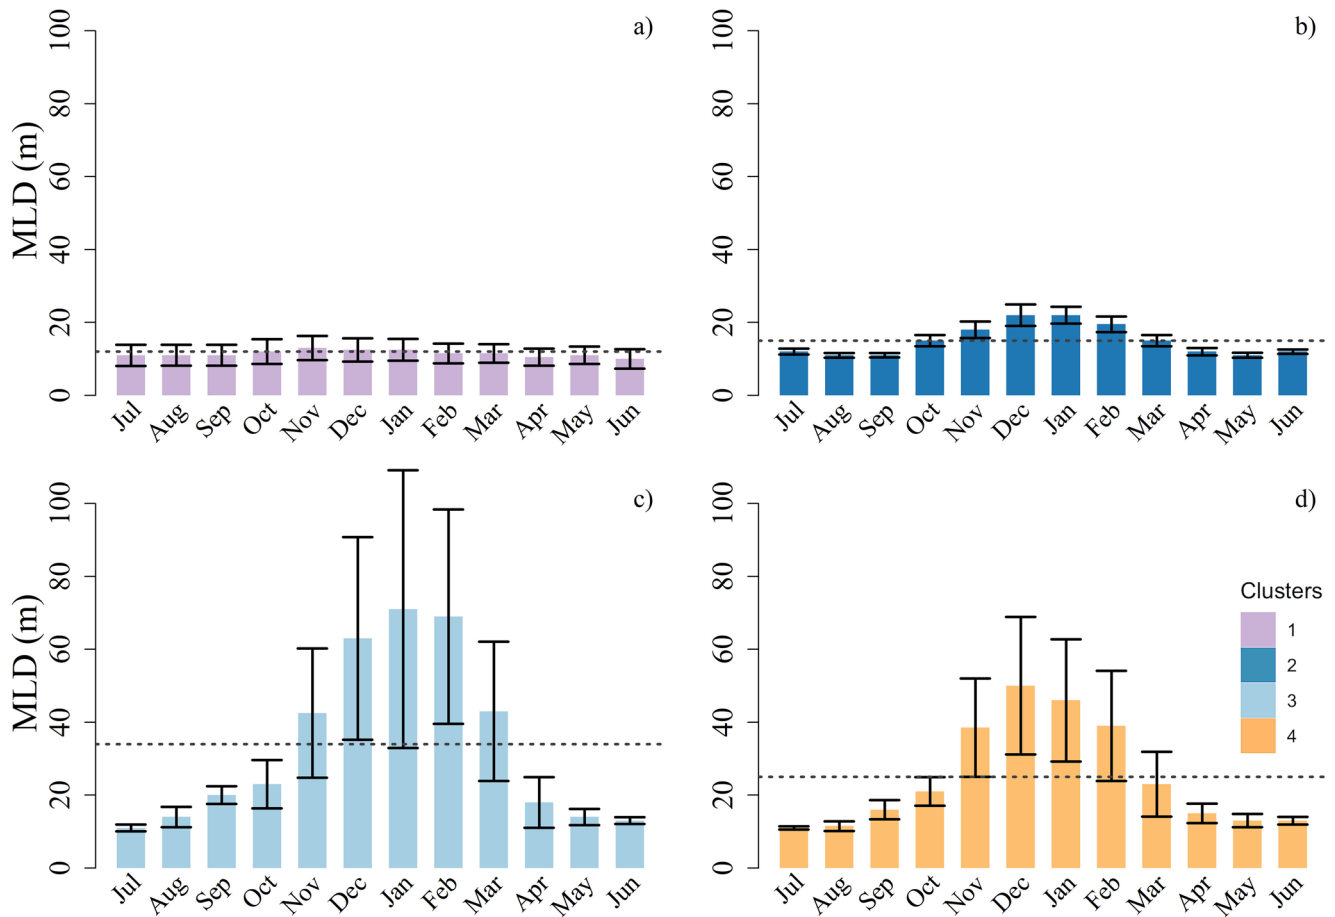 a)
MLD (m)
0 20 40 60 80 100
Jul Aug Sep Oct Nov Dec Jan Feb Mar Apr May Jun
b)
0 20 40 60 80 100
Jul Aug Sep Oct Nov Dec Jan Feb Mar Apr May Jun
c)
MLD (m)
0 20 40 60 80 100
Jul Aug Sep Oct Nov Dec Jan Feb Mar Apr May Jun
d)
0 20 40 60 80 100
Clusters
1
2
3
4
Jul Aug Sep Oct Nov Dec Jan Feb Mar Apr May Jun